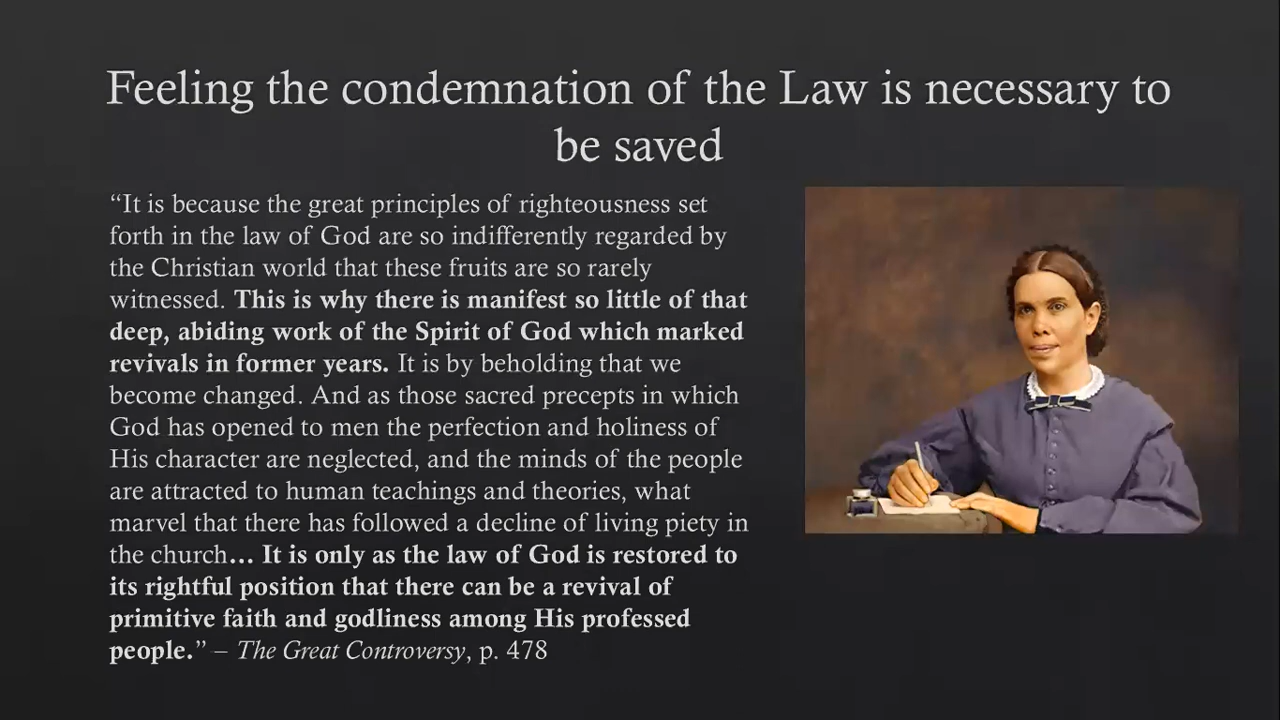 Feeling the condemnation of the Law is necessary to
be saved
“It is because the great principles of righteousness set
forth in the law of God are so indifferently regarded by
the Christian world that these fruits are so rarely
witnessed. This is why there is manifest so little of that
deep, abiding work of the Spirit of God which marked
revivals in former years. It is by beholding that we
become changed. And as those sacred precepts in which
God has opened to men the perfection and holiness of
His character are neglected, and the minds of the people
are attracted to human teachings and theories, what
marvel that there has followed a decline of living piety in
the church… It is only as the law of God is restored to
its rightful position that there can be a revival of
primitive faith and godliness among His professed
people.” – The Great Controversy, p. 478